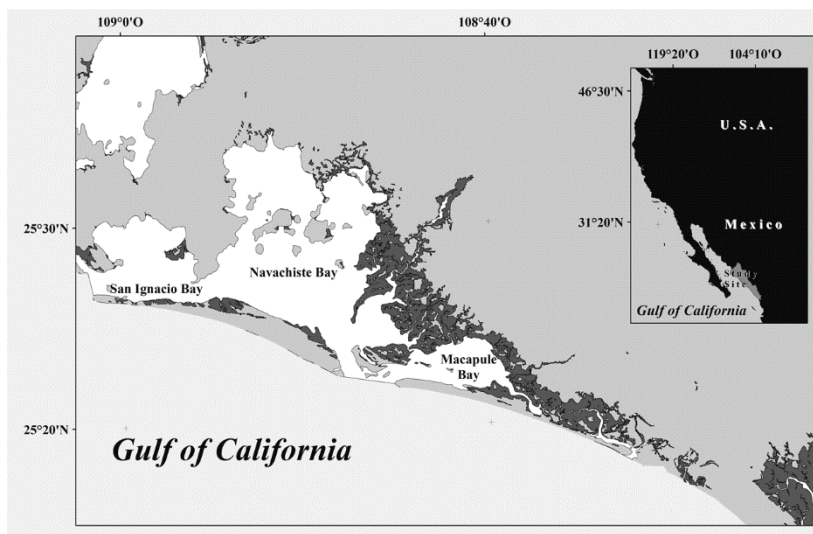 109°0'O
108°40'O
119°20'O 104°10'O
46°30'N
U.S.A.
31°20'N
Mexico
Study
Site
Gulf of California
25°30'N
Navachiste Bay
San Ignacio Bay
Macapule
Bay
25°20'N
Gulf of California